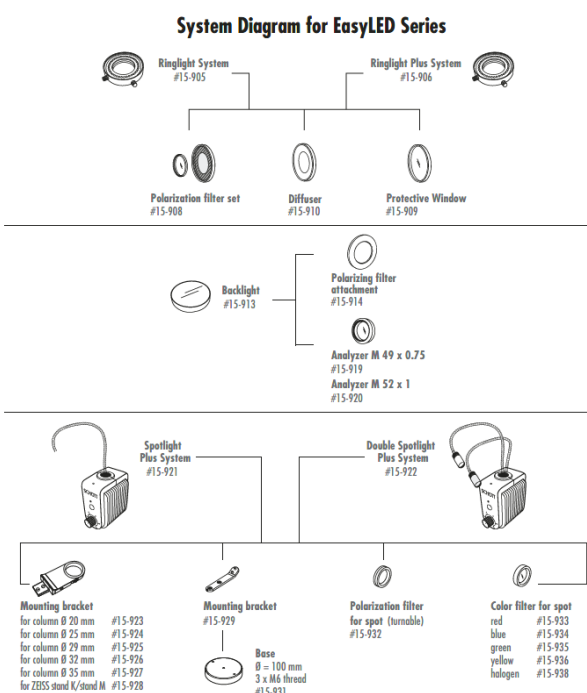 System Diagram for EasyLED Series
Ringlight System
#15-905
Ringlight Plus System
#15-906
Polarization filter set
#15-908
Diffuser
#15-910
Protective Window
#15-909
Backlight
#15-913
Polarizing filter
attachment
#15-914
Analyzer M 49 x 0.75
#15-919
Analyzer M 52 x 1
#15-920
Spotlight
Plus System
#15-921
Double Spotlight
Plus System
#15-922
SCHOTT
SCHOTT
Mounting bracket
for column Ø 20 mm #15-923
for column Ø 25 mm #15-924
for column Ø 29 mm #15-925
for column Ø 32 mm #15-926
for column Ø 35 mm #15-927
for ZEISS stand K/stand M #15-928
Mounting bracket
#15-929
Base
Ø = 100 mm
3 x M6 thread
#15-931
Polarization filter
for spot (turnable)
#15-932
Color filter for spot
red #15-933
blue #15-934
green #15-935
yellow #15-936
halogen #15-938